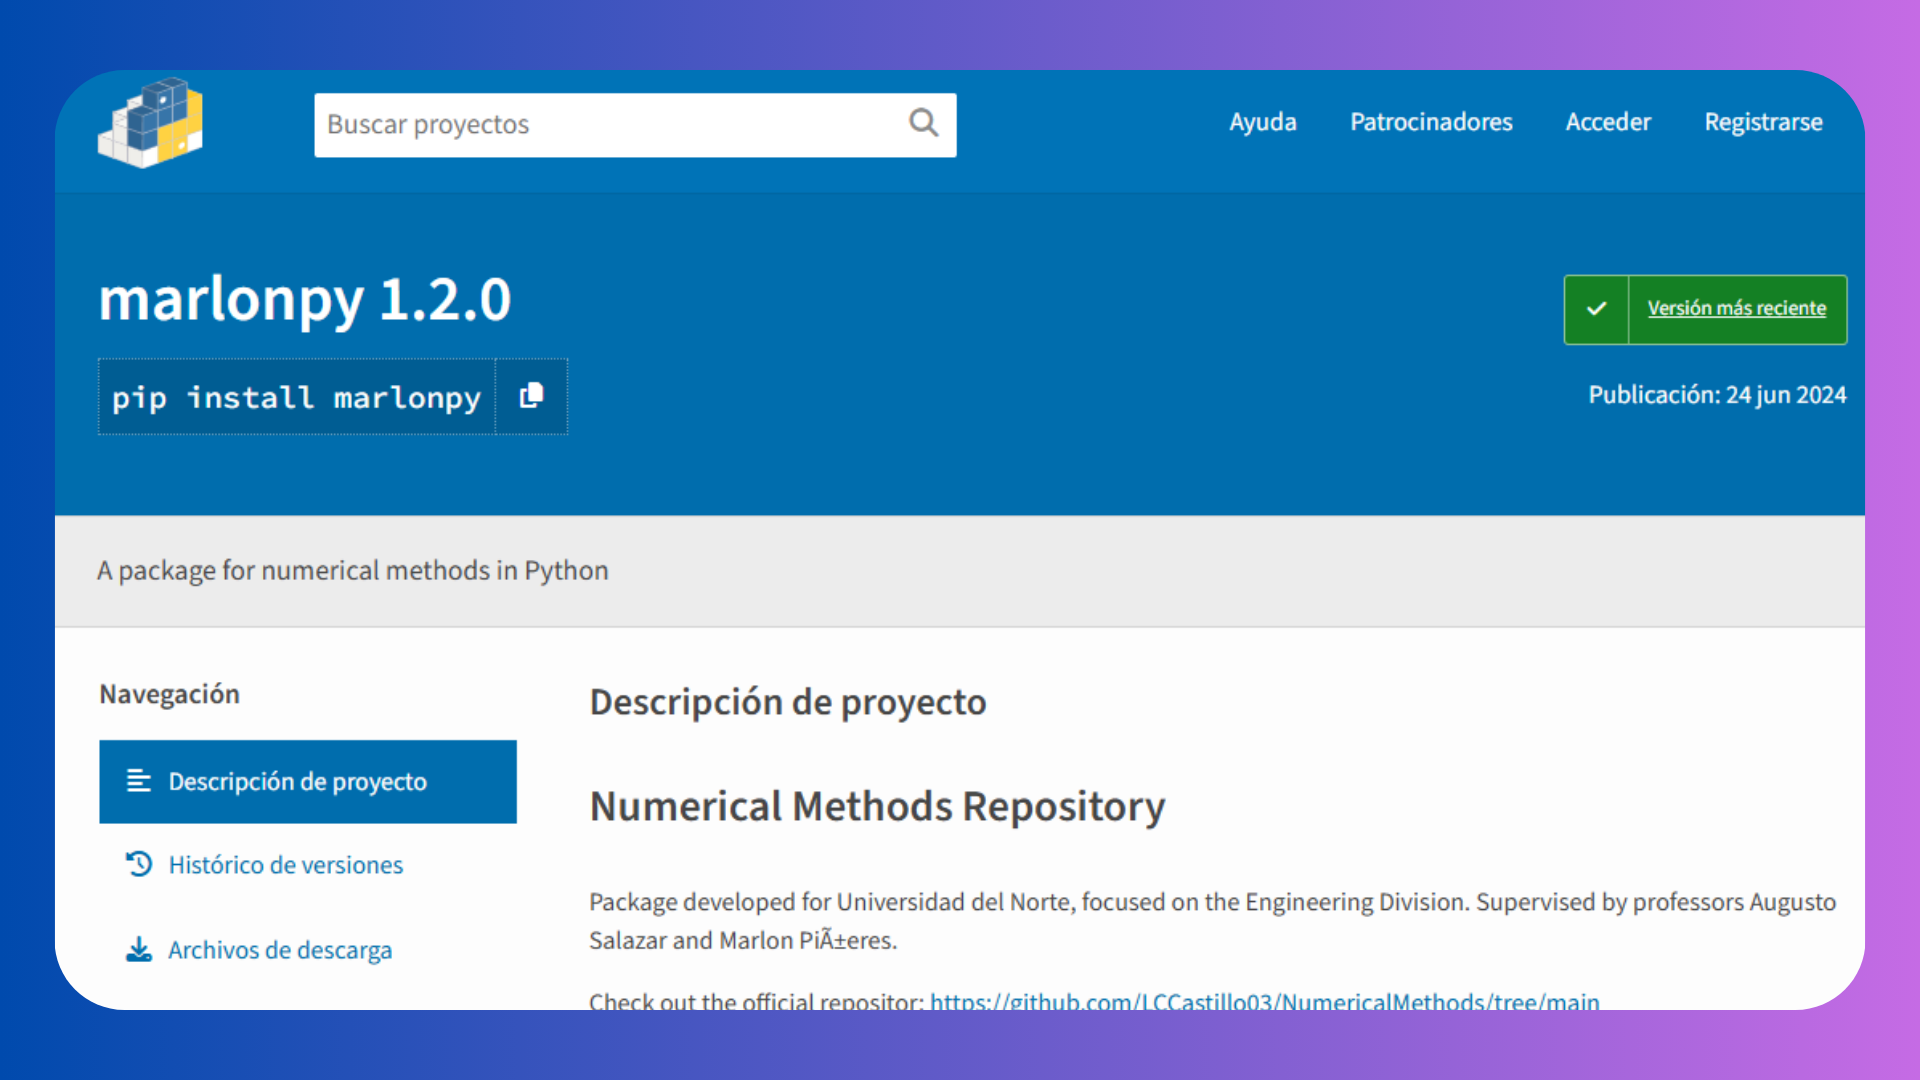 Buscar proyectos
Ayuda
Patrocinadores
Acceder
Registrarse
marlonpy 1.2.0
pip install marlonpy
Versión más reciente
Publicación: 24 jun 2024
A package for numerical methods in Python
Navegación
Descripción de proyecto
Histórico de versiones
Archivos de descarga
Descripción de proyecto
Numerical Methods Repository
Package developed for Universidad del Norte, focused on the Engineering Division. Supervised by professors Augusto
Salazar and Marlon PiÃ±eres.
Check out the official repositor: https://github.com/LCCastillo03/NumericalMethods/tree/main